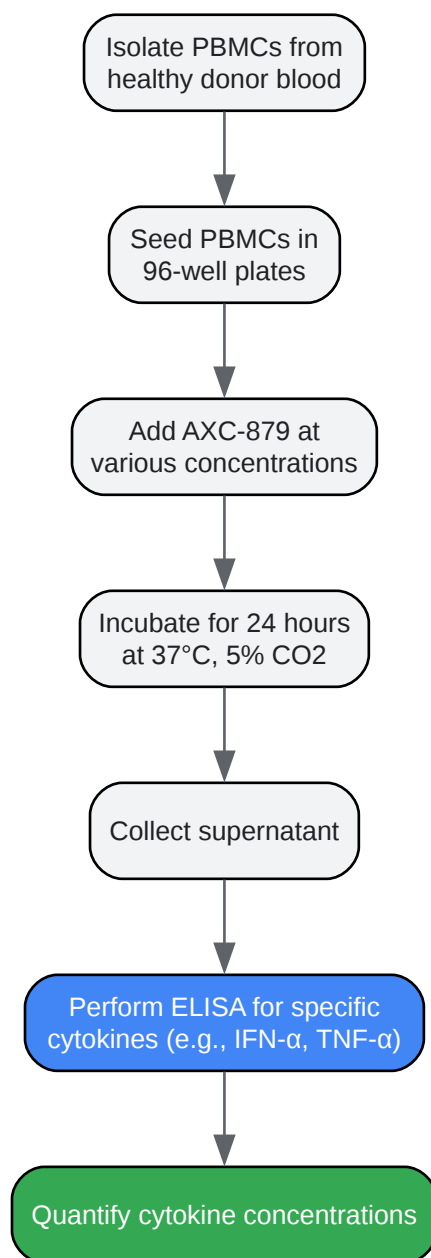 Isolate PBMCs from
healthy donor blood
Seed PBMCs in
96-well plates
Add AXC-879 at
various concentrations
Incubate for 24 hours
at 37°C, 5% CO2
Collect supernatant
Perform ELISA for specific
cytokines (e.g., IFN-α, TNF-α)
Quantify cytokine concentrations